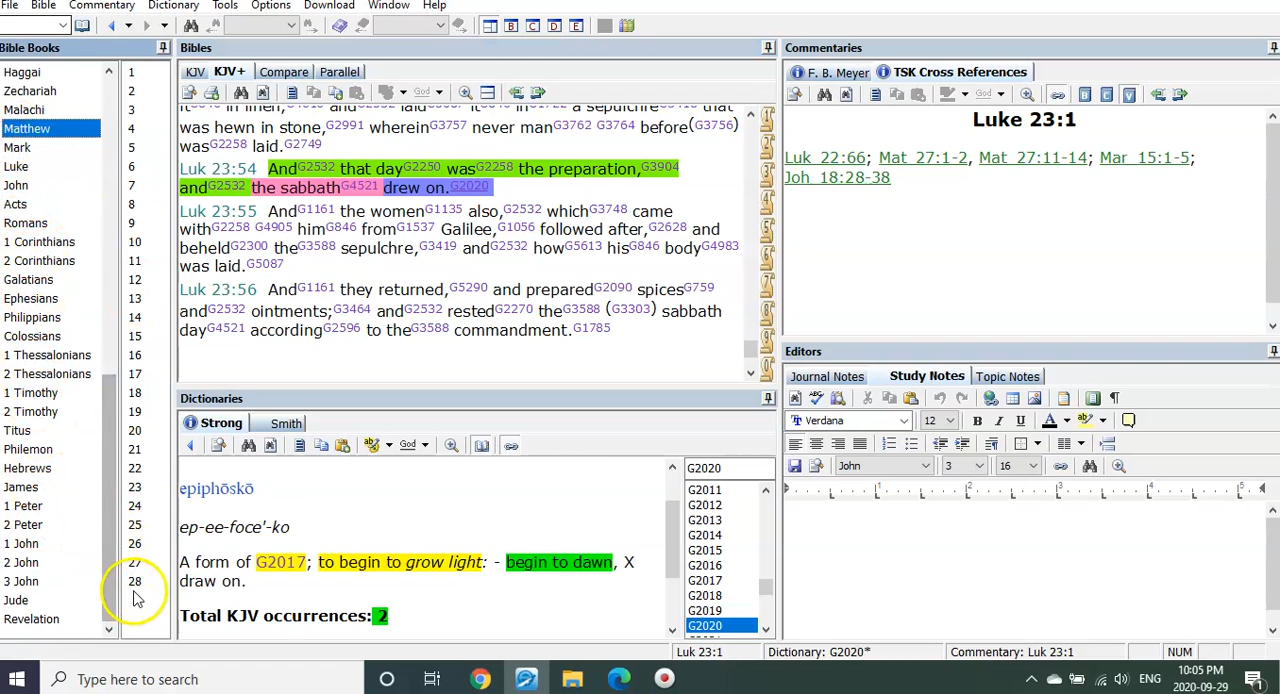 File Bible Commentary Dictionary Tools Options Download Window Help
B C D E
Bible Books
Haggai
Zechariah
Malachi
Matthew
Mark
Luke
John
Acts
Romans
1 Corinthians
2 Corinthians
Galatians
Ephesians
Philippians
Colossians
1 Thessalonians
2 Thessalonians
1 Timothy
2 Timothy
Titus
Philemon
Hebrews
James
1 Peter
2 Peter
1 John
2 John
3 John
Jude
Revelation
1
2
3
4
5
6
7
8
9
10
11
12
13
14
15
16
17
18
19
20
21
22
23
24
25
26
27
28
Bibles
KJV KJV+ Compare Parallel
God
was hewn in stone,G2991 wherein G3757 never man G3762 G3764 before(G3756)
was G2258 laid.G2749
Luk 23:54 And G2532 that day G2250 was G2258 the preparation,G3904
and G2532 the sabbath G4521 drew on.G2020
Luk 23:55 And G1161 the women G1135 also,G2532 which G3748 came
with G2258 G4905 him G846 from G1537 Galilee,G1056 followed after,G2628 and
beheld G2300 the G3588 sepulchre,G3419 and G2532 how G5613 his G846 body G4983
was laid.G5087
Luk 23:56 And G1161 they returned,G5290 and prepared G2090 spices G759
and G2532 ointments;G3464 and G2532 rested G2270 the G3588 (G3303) sabbath
day G4521 according G2596 to the G3588 commandment.G1785
Dictionaries
Strong Smith
God
epiphōskō
ep-ee-foce'-ko
A form of G2017; to begin to grow light: - begin to dawn, X
draw on.
Total KJV occurrences: 2
G2020
G2011
G2012
G2013
G2014
G2015
G2016
G2017
G2018
G2019
G2020
Commentaries
F. B. Meyer TSK Cross References
God
Luke 23:1
Luk 22:66; Mat 27:1-2, Mat 27:11-14; Mar 15:1-5;
Joh 18:28-38
Editors
Journal Notes Study Notes Topic Notes
Verdana 12 B I S U A
John 3 16
1 2 3 4 5
Luk 23:1 Dictionary: G2020* Commentary: Luk 23:1 NUM
Type here to search
ENG
10:05 PM
2020-09-29
1